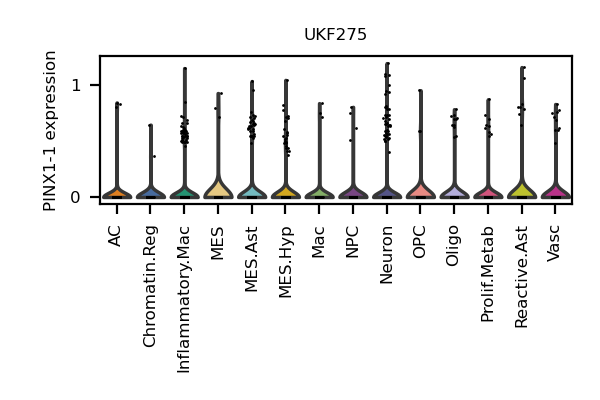 UKF275
PINX1-1 expression
1
0
AC
Chromatin.Reg
Inflammatory.Mac
MES
MES.Ast
MES.Hyp
Mac
NPC
Neuron
OPC
Oligo
Prolif.Metab
Reactive.Ast
Vasc